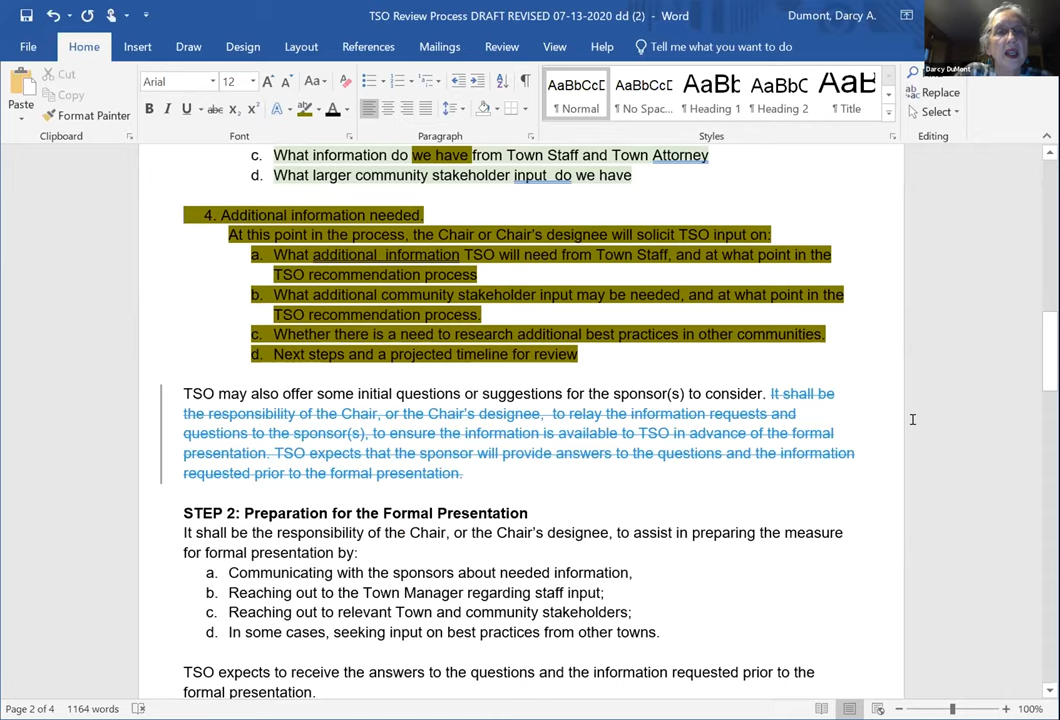 TSO Review Process DRAFT REVISED 07-13-2020 dd (2) - Word
Dumont, Darcy A.
File Home Insert Draw Design Layout References Mailings Review View Help Tell me what you want to do
Darcy DuMont
Paste
Cut
Copy
Format Painter
Arial 12
Aa
B I U abc X2 X2 A A
AaBbCcD AaBbCcD AaBb AaBbC AaBb
Normal No Spac... Heading 1 Heading 2 Title
Replace
Select
Clipboard Font Paragraph Styles Editing
c. What information do we have from Town Staff and Town Attorney
d. What larger community stakeholder input do we have
4. Additional information needed.
At this point in the process, the Chair or Chair's designee will solicit TSO input on:
a. What additional information TSO will need from Town Staff, and at what point in the
TSO recommendation process
b. What additional community stakeholder input may be needed, and at what point in the
TSO recommendation process.
c. Whether there is a need to research additional best practices in other communities.
d. Next steps and a projected timeline for review
TSO may also offer some initial questions or suggestions for the sponsor(s) to consider. It shall be
the responsibility of the Chair, or the Chair's designee, to relay the information requests and
questions to the sponsor(s), to ensure the information is available to TSO in advance of the formal
presentation. TSO expects that the sponsor will provide answers to the questions and the information
requested prior to the formal presentation.
STEP 2: Preparation for the Formal Presentation
It shall be the responsibility of the Chair, or the Chair's designee, to assist in preparing the measure
for formal presentation by:
a. Communicating with the sponsors about needed information,
b. Reaching out to the Town Manager regarding staff input;
c. Reaching out to relevant Town and community stakeholders;
d. In some cases, seeking input on best practices from other towns.
TSO expects to receive the answers to the questions and the information requested prior to the
formal presentation.
Page 2 of 4 1164 words
100%